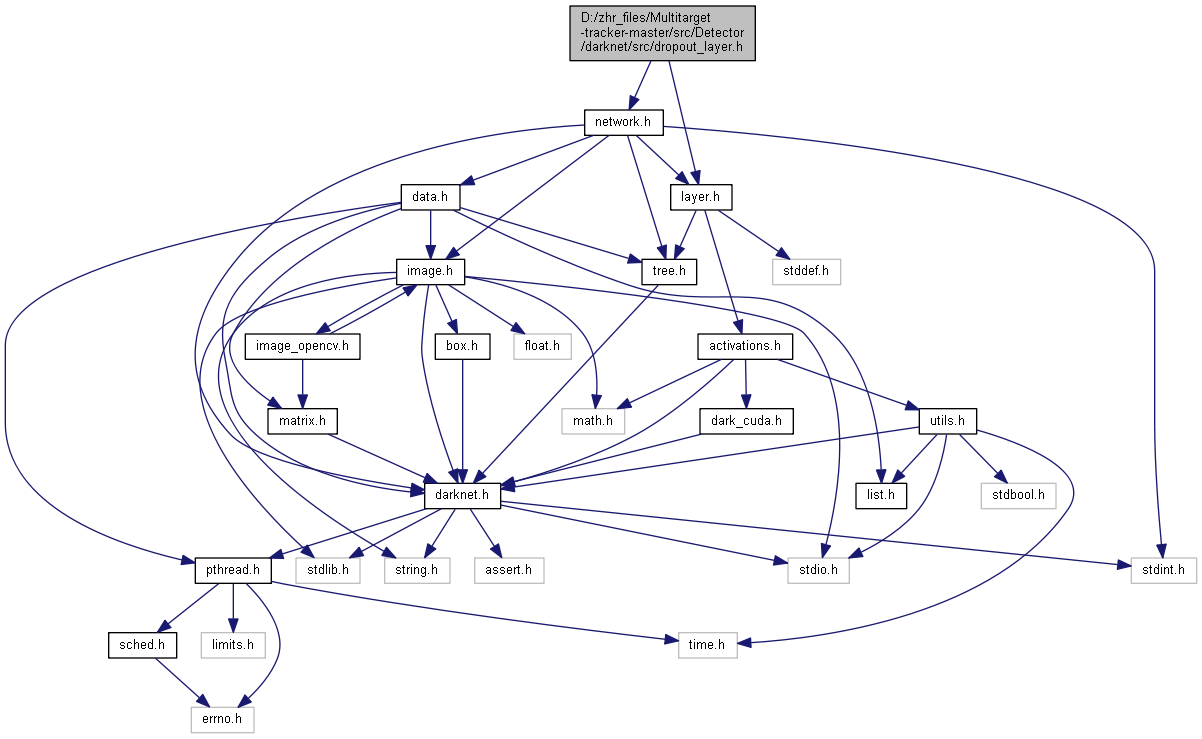 D:/zhr_files/Multitarget
-tracker-master/src/Detector
/darknet/src/dropout_layer.h
network.h
data.h
layer.h
image.h
tree.h
stddef.h
image_opencv.h
box.h
float.h
activations.h
matrix.h
math.h
dark_cuda.h
utils.h
darknet.h
list.h
stdbool.h
pthread.h
stdlib.h
string.h
assert.h
stdio.h
stdint.h
sched.h
limits.h
time.h
errno.h